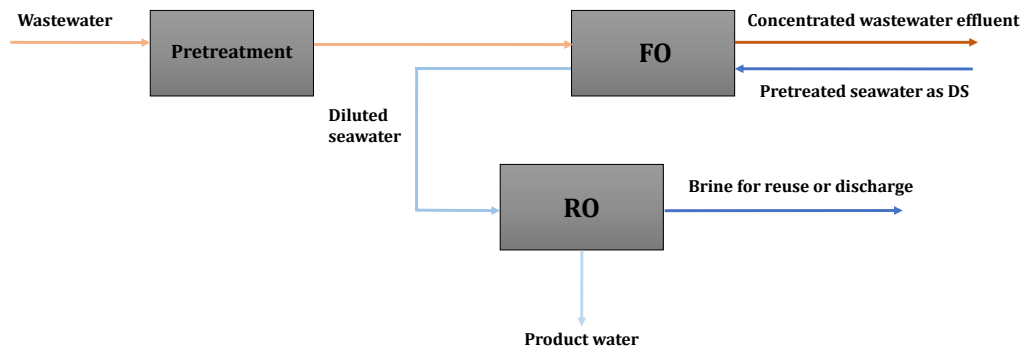 Wastewater
Pretreatment
FO
Concentrated wastewater effluent
Pretreated seawater as DS
Diluted
seawater
RO
Brine for reuse or discharge
Product water